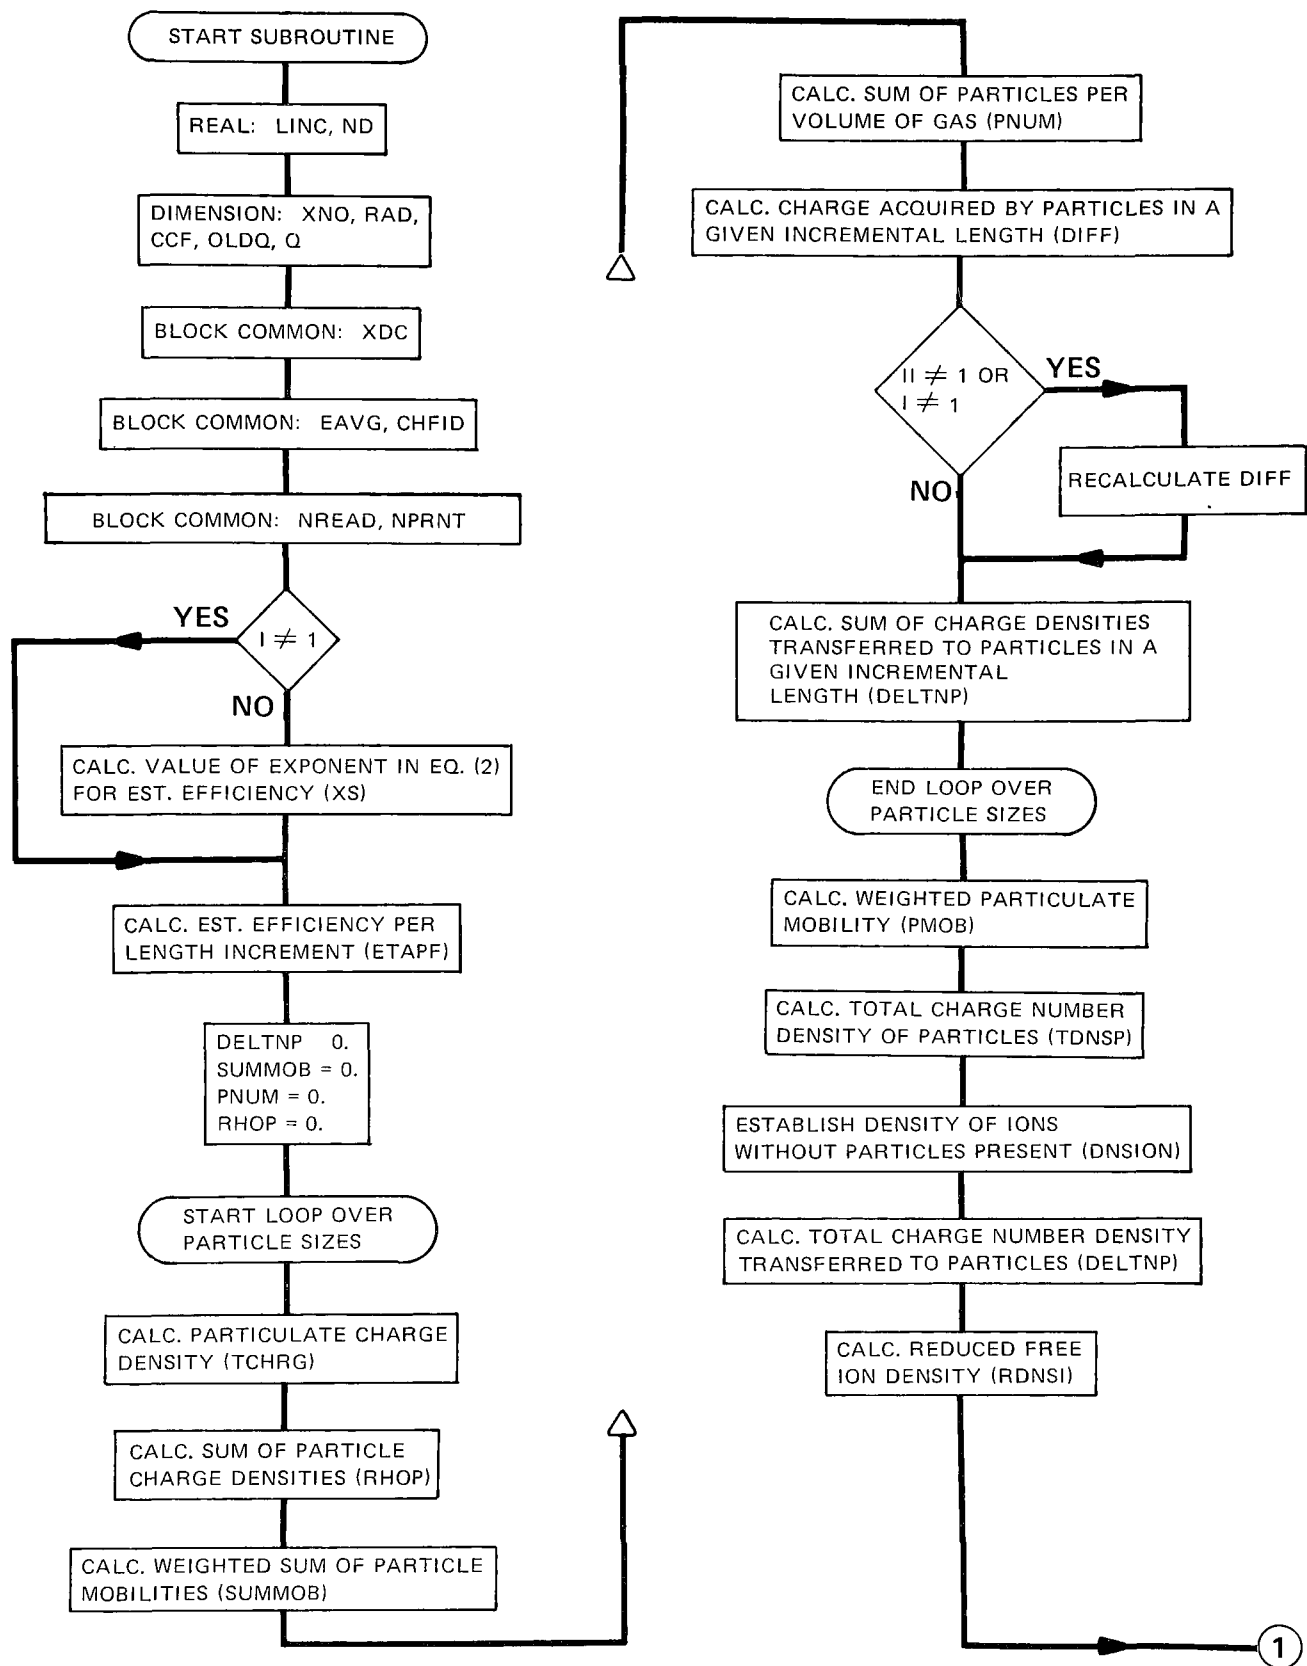 START SUBROUTINE
REAL: LINC, ND
DIMENSION: XNO, RAD,
CCF, OLDQ, Q
BLOCK COMMON: XDC
BLOCK COMMON: EAVG, CHFID
BLOCK COMMON: NREAD, NPRNT
YES
I ≠ 1
NO
CALC. VALUE OF EXPONENT IN EQ. (2)
FOR EST. EFFICIENCY (XS)
CALC. EST. EFFICIENCY PER
LENGTH INCREMENT (ETAPF)
DELTNP 0.
SUMMOB = 0.
PNUM = 0.
RHOP = 0.
START LOOP OVER
PARTICLE SIZES
CALC. PARTICULATE CHARGE
DENSITY (TCHRG)
CALC. SUM OF PARTICLE
CHARGE DENSITIES (RHOP)
CALC. WEIGHTED SUM OF PARTICLE
MOBILITIES (SUMMOB)
CALC. SUM OF PARTICLES PER
VOLUME OF GAS (PNUM)
CALC. CHARGE ACQUIRED BY PARTICLES IN A
GIVEN INCREMENTAL LENGTH (DIFF)
II ≠ 1 OR
I ≠ 1
YES
NO
RECALCULATE DIFF
CALC. SUM OF CHARGE DENSITIES
TRANSFERRED TO PARTICLES IN A
GIVEN INCREMENTAL
LENGTH (DELTNP)
END LOOP OVER
PARTICLE SIZES
CALC. WEIGHTED PARTICULATE
MOBILITY (PMOB)
CALC. TOTAL CHARGE NUMBER
DENSITY OF PARTICLES (TDNSP)
ESTABLISH DENSITY OF IONS
WITHOUT PARTICLES PRESENT (DNSION)
CALC. TOTAL CHARGE NUMBER DENSITY
TRANSFERRED TO PARTICLES (DELTNP)
CALC. REDUCED FREE
ION DENSITY (RDNSI)
1